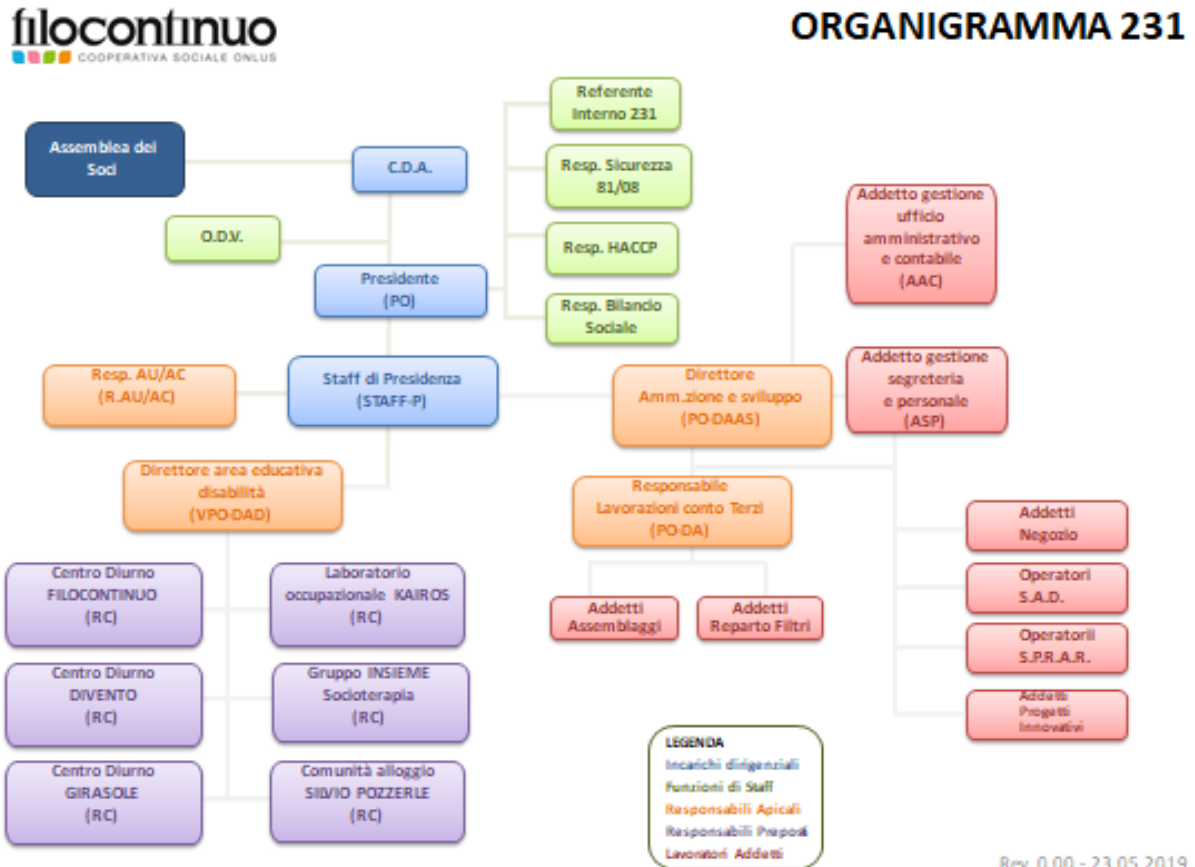 filocontinuo
COOPERATIVA SOCIALE ONLUS
ORGANIGRAMMA 231
Assemblea dei
Soci
C.D.A.
O.D.V.
Presidente
(PO)
Referente
Interno 231
Resp. Sicurezza
81/08
Resp. HACCP
Resp. Bilancio
Sociale
Addetto gestione
ufficio
amministrativo
e contabile
(AAC)
Resp. AU/AC
(R.AU/AC)
Staff di Presidenza
(STAFF-P)
Direttore
Amm.zione e sviluppo
(PO-DAAS)
Addetto gestione
segreteria
e personale
(ASP)
Direttore area educativa
disabilità
(VPO-DAD)
Responsabile
Lavorazioni conto Terzi
(PO-DA)
Centro Diurno
FILOCONTINUO
(RC)
Laboratorio
occupazionale KAIROS
(RC)
Centro Diurno
DIVENTO
(RC)
Gruppo INSIEME
Socioterapia
(RC)
Centro Diurno
GIRASOLE
(RC)
Comunità alloggio
SILVIO POZZERLE
(RC)
Addetti
Assemblaggi
Addetti
Reparto Filtri
Addetti
Negozio
Operatori
S.A.D.
Operatorii
S.P.R.A.R.
Addetti
Progetti
Innovativi
LEGENDA
Incarichi dirigenziali
Funzioni di Staff
Responsabili Apicali
Responsabili Preposti
Lavoratori Addetti
Rev. 0.00 - 23.05.2019